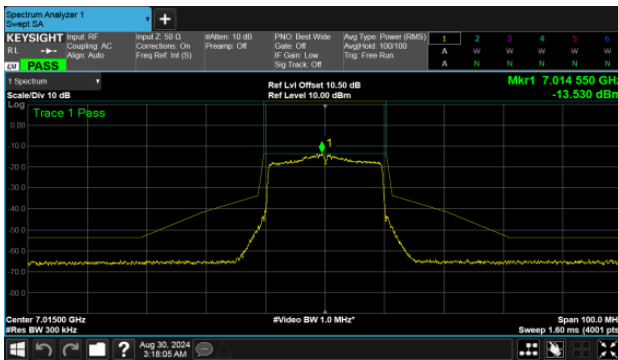 Spectrum Analyzer 1
Swept SA
+
KEYSIGHT Input: RF Input Z: 50 Ω #Atten: 10 dB PNO: Best Wide Avg Type: Power (RMS) 1 2 3 4 5 6
RL Coupling: AC Corrections: On Preamp: Off Gate: Off Avg|Hold: 100/100 A W W W W W
Align: Auto Freq Ref: Int (S) IF Gain: Low Trig: Free Run
LXI PASS Sig Track: Off A N N N N N
1 Spectrum Ref Lvl Offset 10.50 dB Mkr1 7.014 550 GHz
Scale/Div 10 dB Ref Level 10.00 dBm -13.530 dBm
Log
Trace 1 Pass
0.00
1
-10.0
-20.0
-30.0
-40.0
-50.0
-60.0
-70.0
-80.0
Center 7.01500 GHz #Video BW 1.0 MHz* Span 100.0 MH
#Res BW 300 kHz Sweep 1.60 ms (4001 pts
? Aug 30, 2024
3:18:05 AM